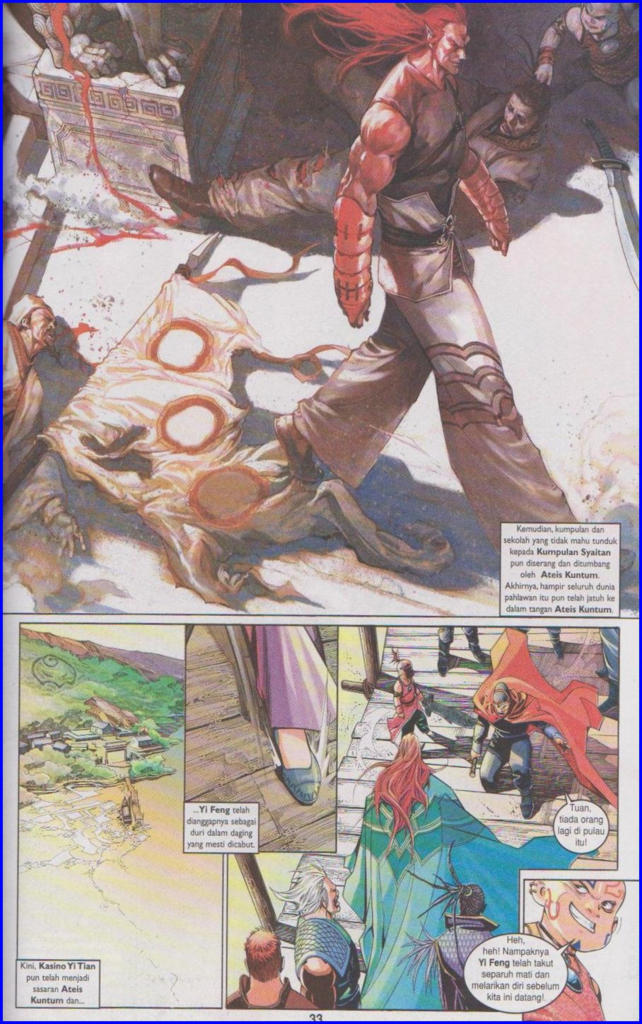 Kemudian, kumpulan dan
sekolah yang tidak mahu tunduk
kepada Kumpulan Syaitan
pun diserang dan ditumbang
oleh Ateis Kuntum.
Akhirnya, hampir seluruh dunia
pahlawan itu pun telah jatuh ke
dalam tangan Ateis Kuntum.
Kini, Kasino Yi Tian
pun telah menjadi
sasaran Ateis
Kuntum dan...
...Yi Feng telah
dianggapnya sebagai
duri dalam daging
yang mesti dicabut.
Tuan,
tiada orang
lagi di pulau
itu!
Heh,
heh! Nampaknya
Yi Feng telah takut
separuh mati dan
melarikan diri sebelum
kita ini datang!
33